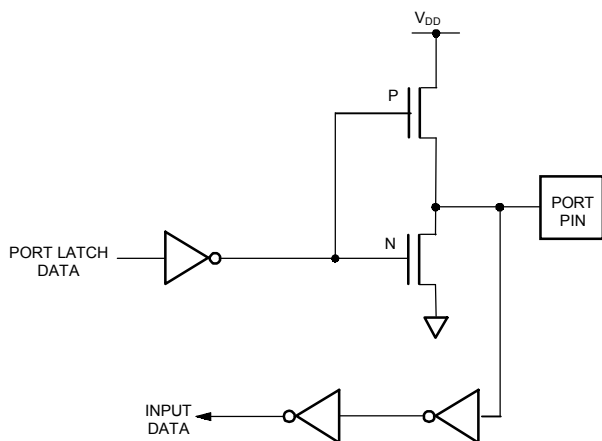 VDD
P
PORT
PIN
N
PORT LATCH
DATA
INPUT
DATA